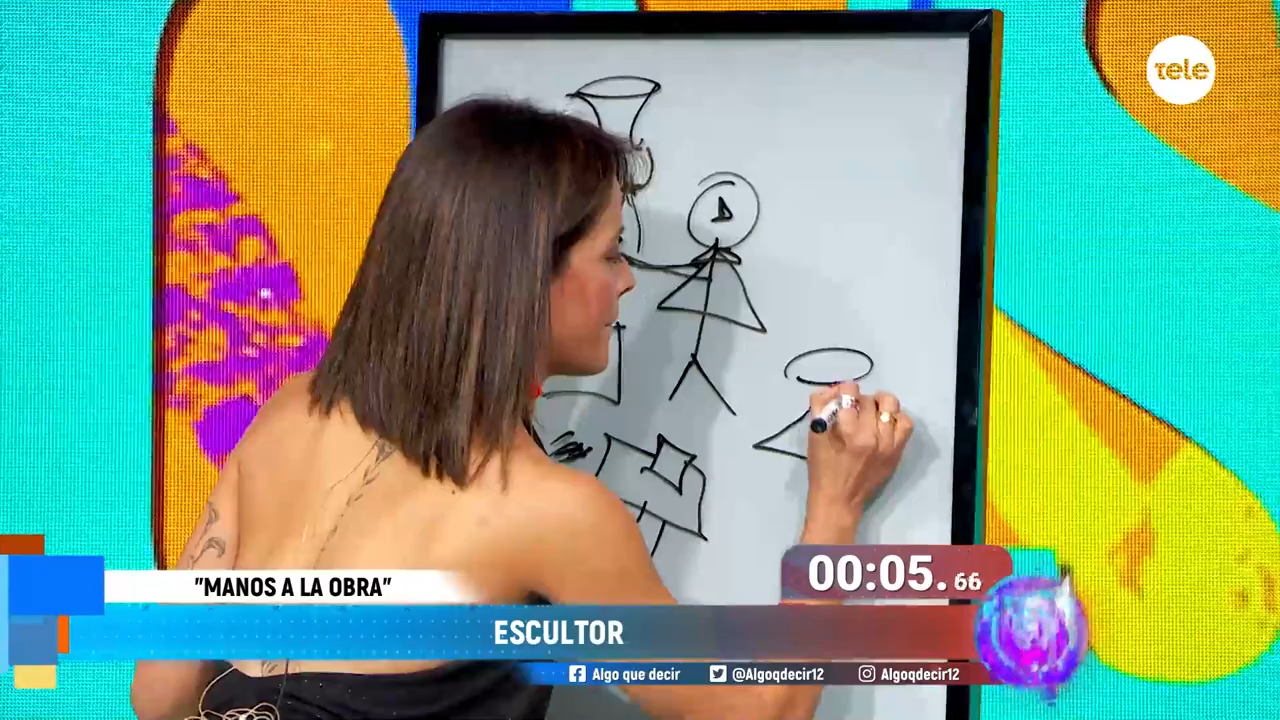 tele
"MANOS A LA OBRA"
00:05.66
ESCULTOR
Algo que decir @Algoqdecir12 Algoqdecir12